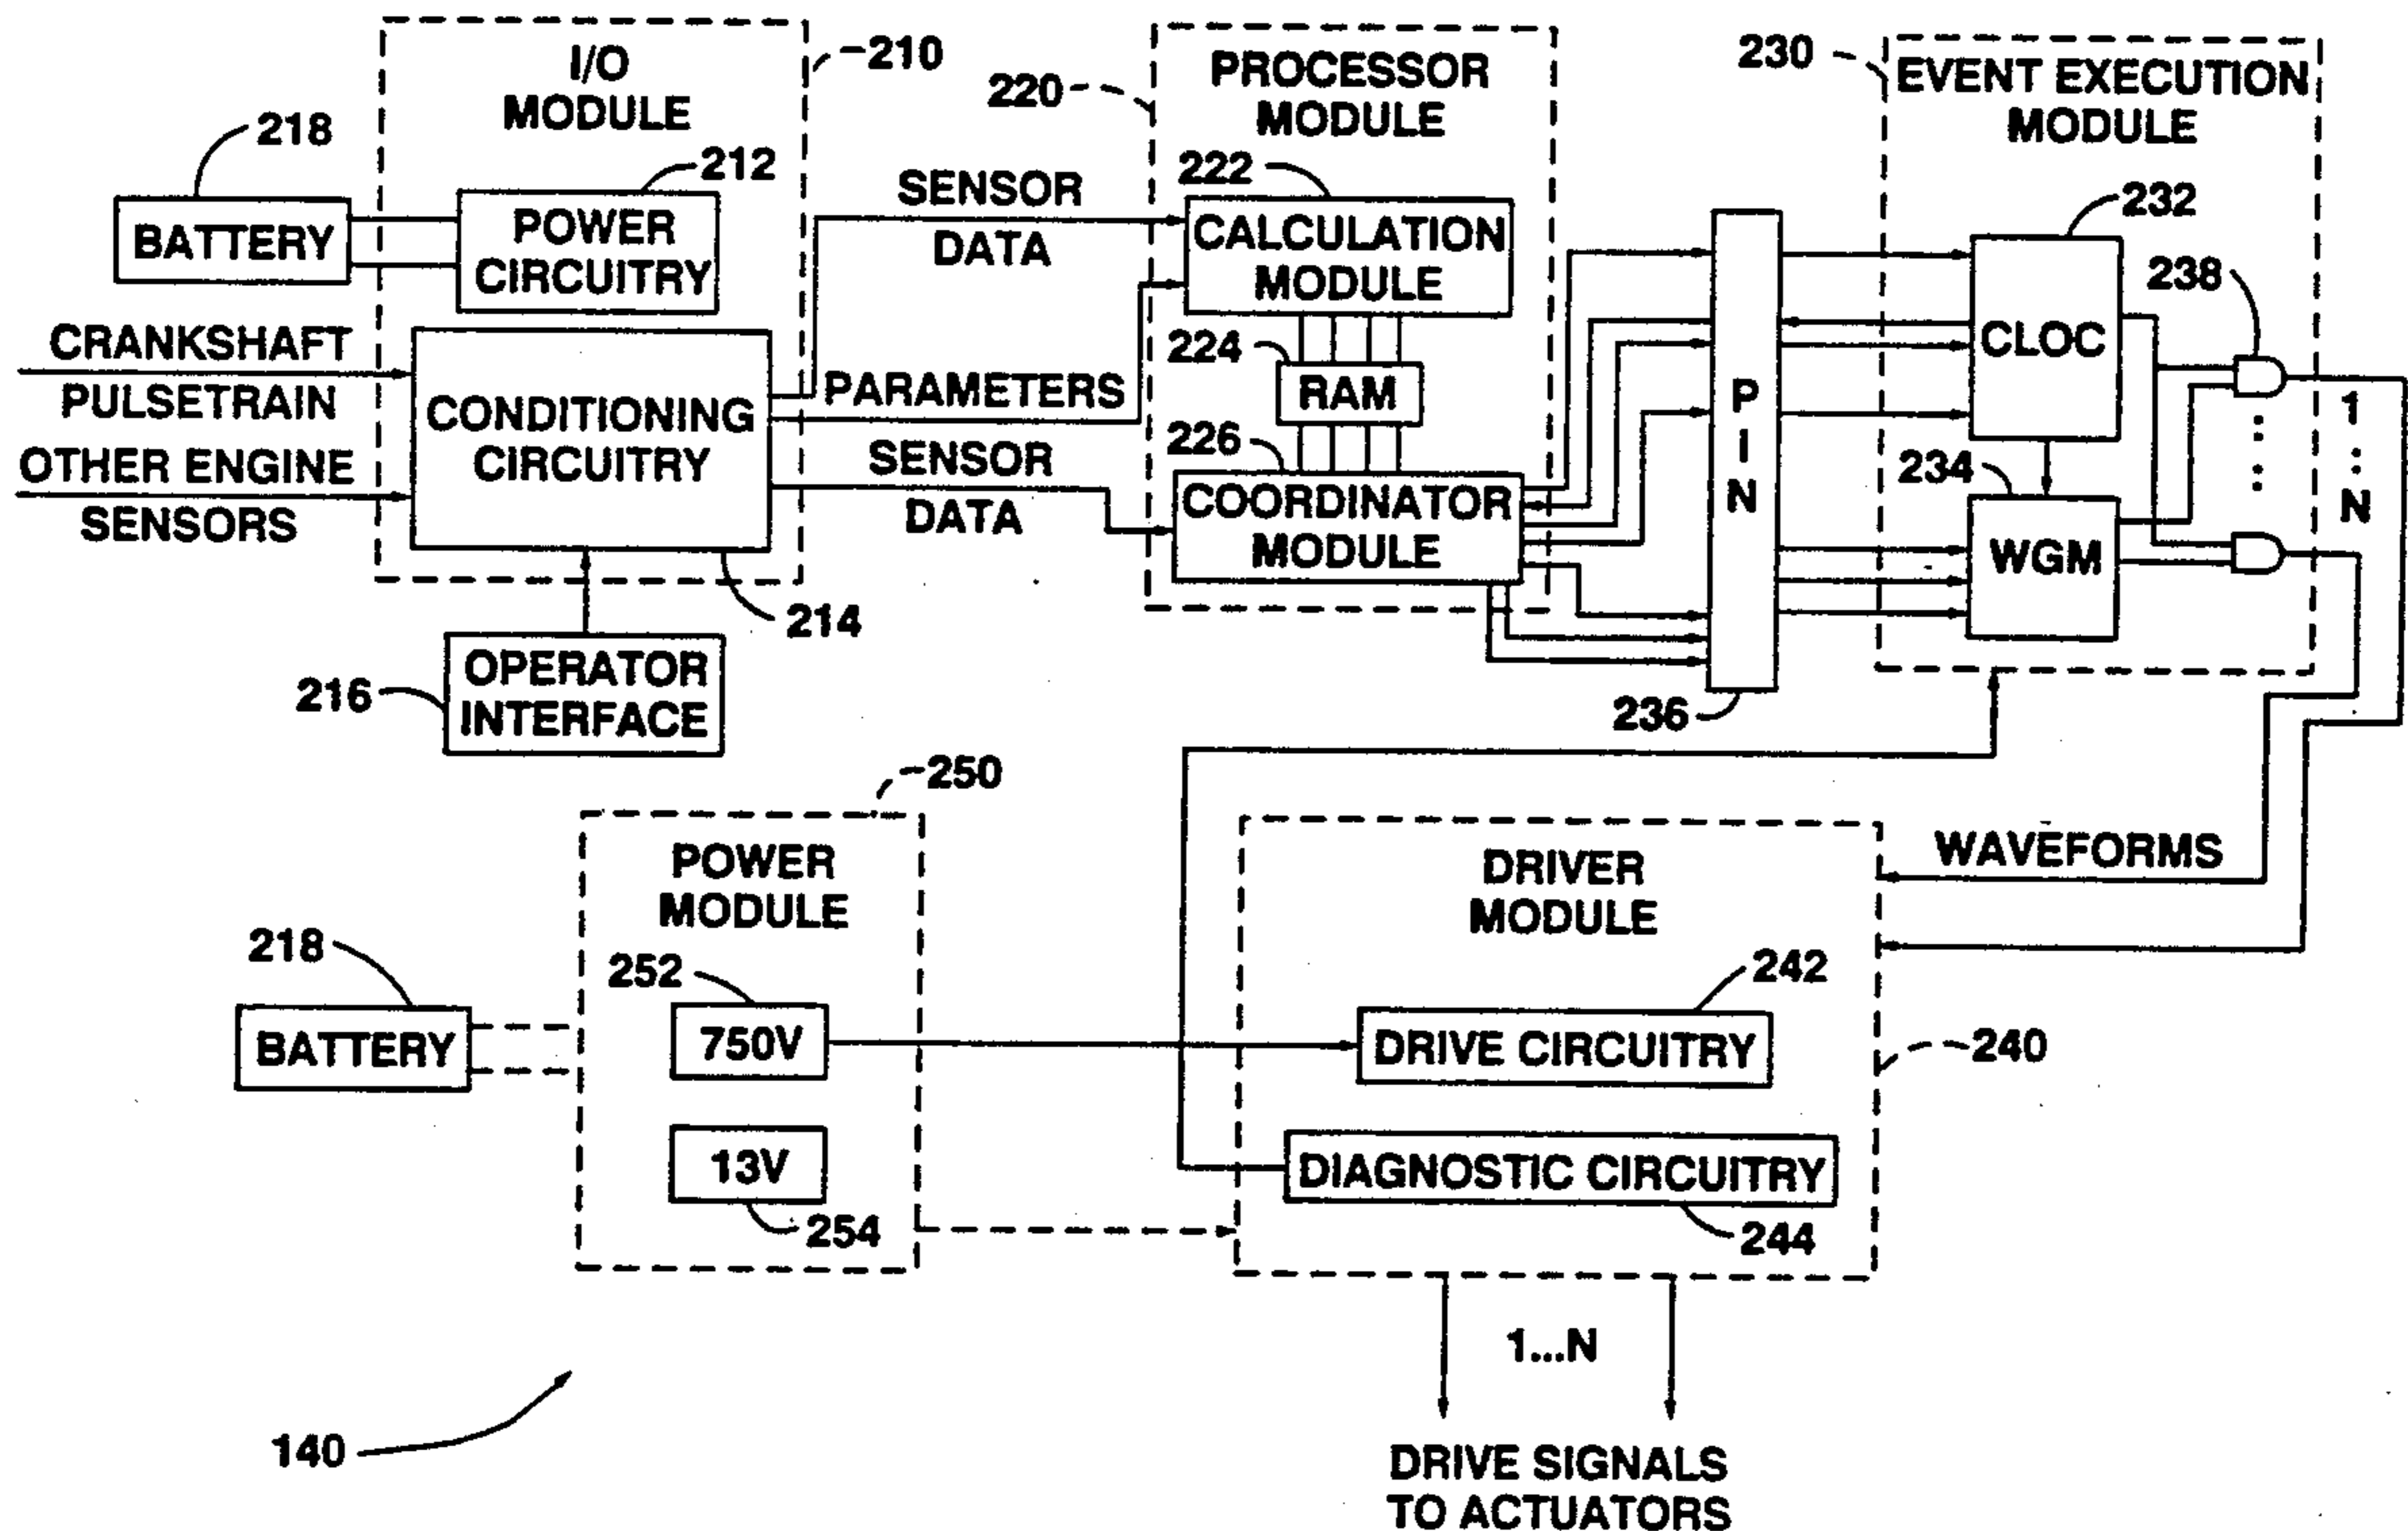 I/O
MODULE
210
218
212
BATTERY
POWER
CIRCUITRY
CRANKSHAFT
PULSETRAIN
OTHER ENGINE
SENSORS
CONDITIONING
CIRCUITRY
214
216
OPERATOR
INTERFACE
SENSOR
DATA
PARAMETERS
SENSOR
DATA
220
PROCESSOR
MODULE
222
CALCULATION
MODULE
224
RAM
226
COORDINATOR
MODULE
P
I
N
236
230
EVENT EXECUTION
MODULE
232
CLOC
238
234
WGM
1
:
N
250
POWER
MODULE
218
BATTERY
252
750V
13V
254
DRIVER
MODULE
WAVEFORMS
242
DRIVE CIRCUITRY
240
DIAGNOSTIC CIRCUITRY
244
1...N
DRIVE SIGNALS
TO ACTUATORS
140